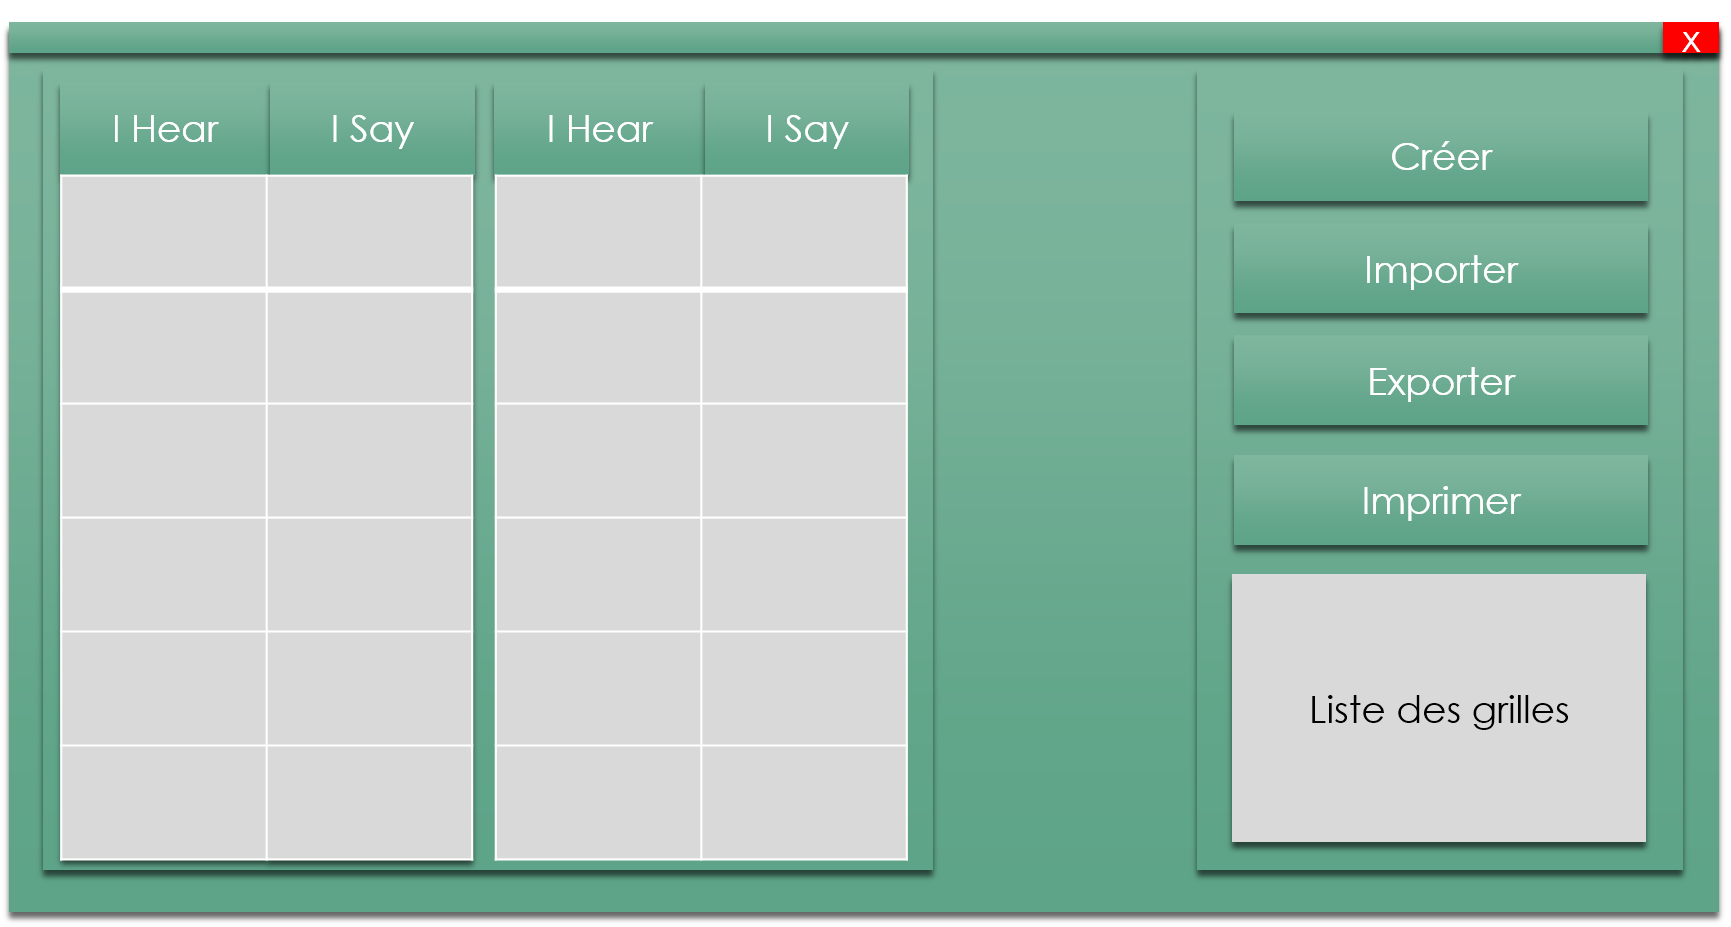 x
I Hear
I Say
I Hear
I Say
Créer
Importer
Exporter
Imprimer
Liste des grilles